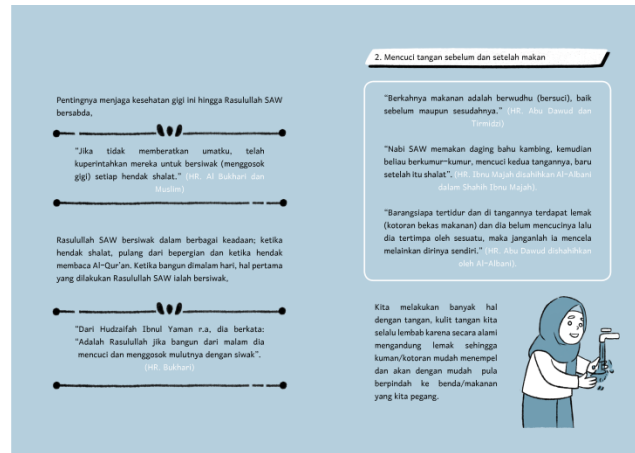 Pentingnya menjaga kesehatan gigi ini hingga Rasulullah SAW
bersabda,
"Jika tidak memberatkan umatku, telah
kuperintahkan mereka untuk bersiwak (menggosok
gigi) setiap hendak shalat." (HR. Al Bukhari dan
Muslim)
Rasulullah SAW bersiwak dalam berbagai keadaan; ketika
hendak shalat, pulang dari bepergian dan ketika hendak
membaca Al-Qur'an. Ketika bangun dimalam hari, hal pertama
yang dilakukan Rasulullah SAW ialah bersiwak,
"Dari Hudzaifah Ibnul Yaman r.a, dia berkata:
"Adalah Rasulullah jika bangun dari malam dia
mencuci dan menggosok mulutnya dengan siwak".
(HR. Bukhari)
2. Mencuci tangan sebelum dan setelah makan
"Berkahnya makanan adalah berwudhu (bersuci), baik
sebelum maupun sesudahnya." (HR. Abu Dawud dan
Tirmidzi)
"Nabi SAW memakan daging bahu kambing, kemudian
beliau berkumur-kumur, mencuci kedua tangannya, baru
setelah itu shalat". (HR. Ibnu Majah disahihkan Al-Albani
dalam Shahih Ibnu Majah).
"Barangsiapa tertidur dan di tangannya terdapat lemak
(kotoran bekas makanan) dan dia belum mencucinya lalu
dia tertimpa oleh sesuatu, maka janganlah ia mencela
melainkan dirinya sendiri." (HR. Abu Dawud dishahihkan
oleh Al-Albani).
Kita melakukan banyak hal
dengan tangan, kulit tangan kita
selalu lembab karena secara alami
mengandung lemak sehingga
kuman/kotoran mudah menempel
dan akan dengan mudah pula
berpindah ke benda/makanan
yang kita pegang.